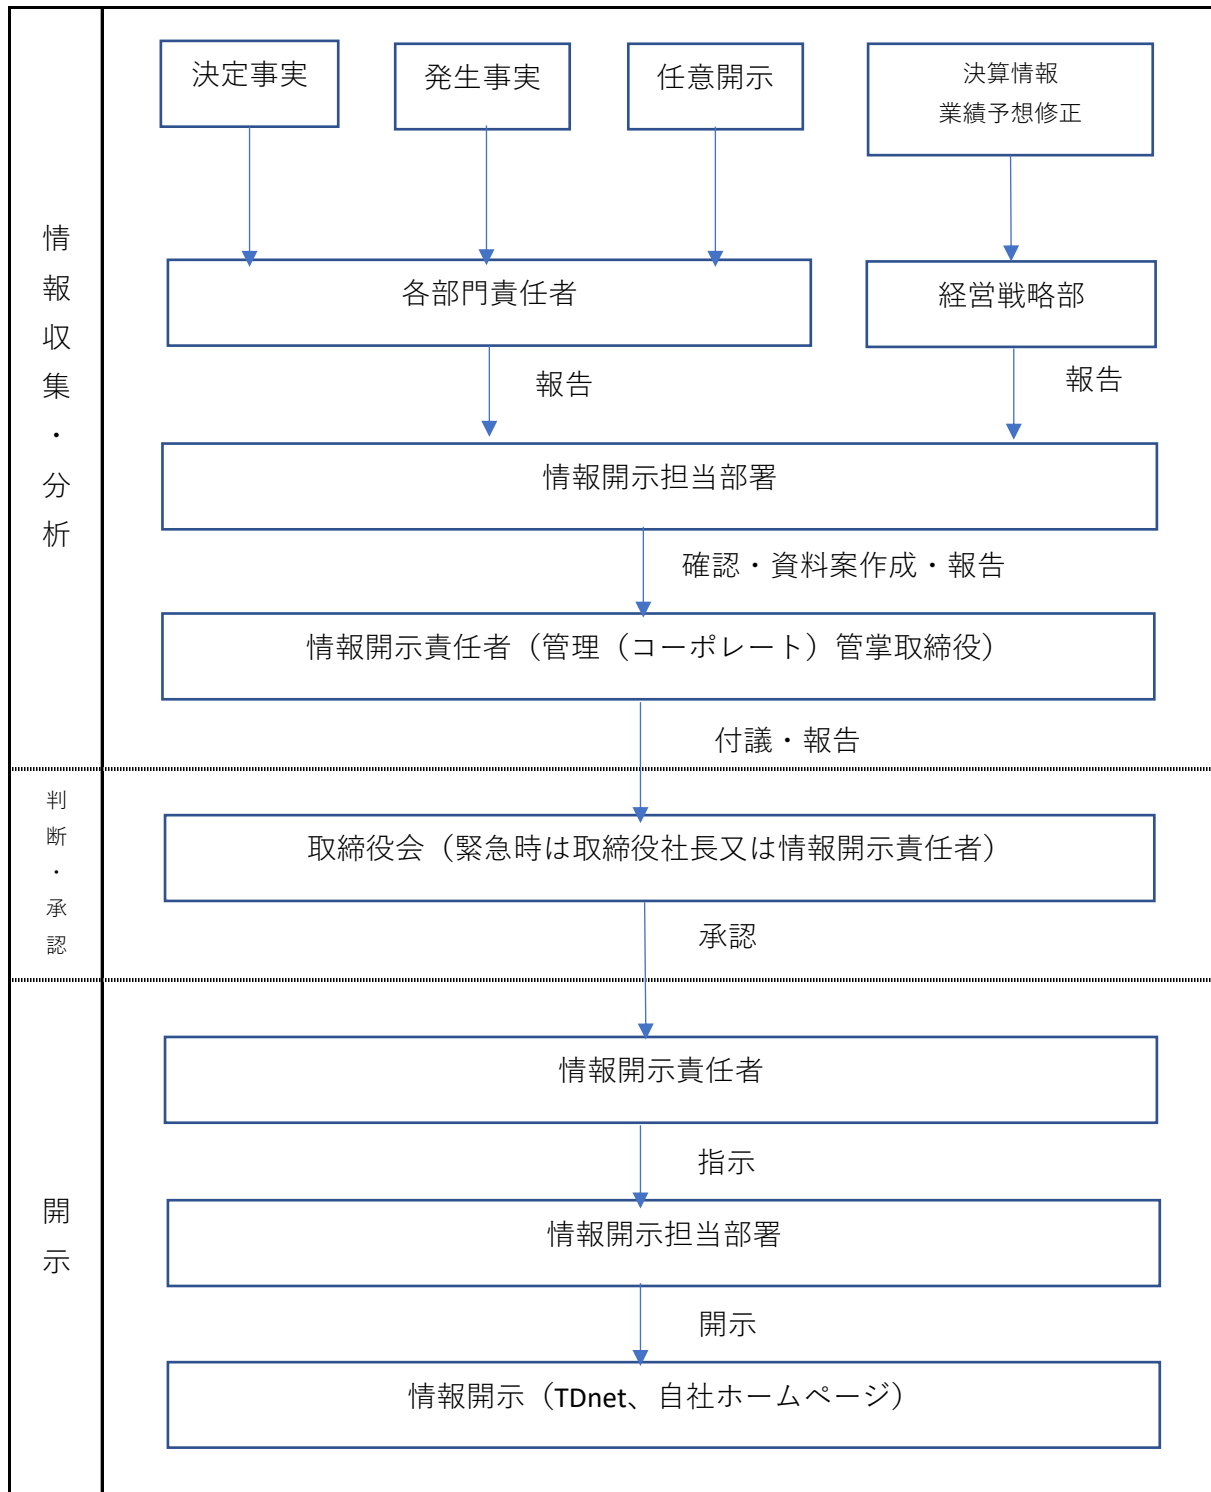 情報収集・分析
決定事実
発生事実
任意開示
決算情報
業績予想修正
各部門責任者
経営戦略部
報告
報告
情報開示担当部署
確認・資料案作成・報告
情報開示責任者（管理（コーポレート）管掌取締役）
付議・報告
判断・承認
取締役会（緊急時は取締役社長又は情報開示責任者）
承認
開示
情報開示責任者
指示
情報開示担当部署
開示
情報開示（TDnet、自社ホームページ）